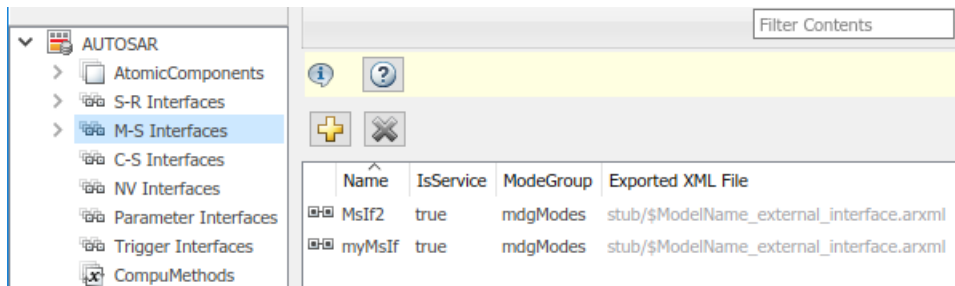 Filter Contents
AUTOSAR
AtomicComponents
S-R Interfaces
M-S Interfaces
C-S Interfaces
NV Interfaces
Parameter Interfaces
Trigger Interfaces
CompuMethods
Name IsService ModeGroup Exported XML File
MsIf2 true mdgModes stub/$ModelName_external_interface.arxml
myMsIf true mdgModes stub/$ModelName_external_interface.arxml